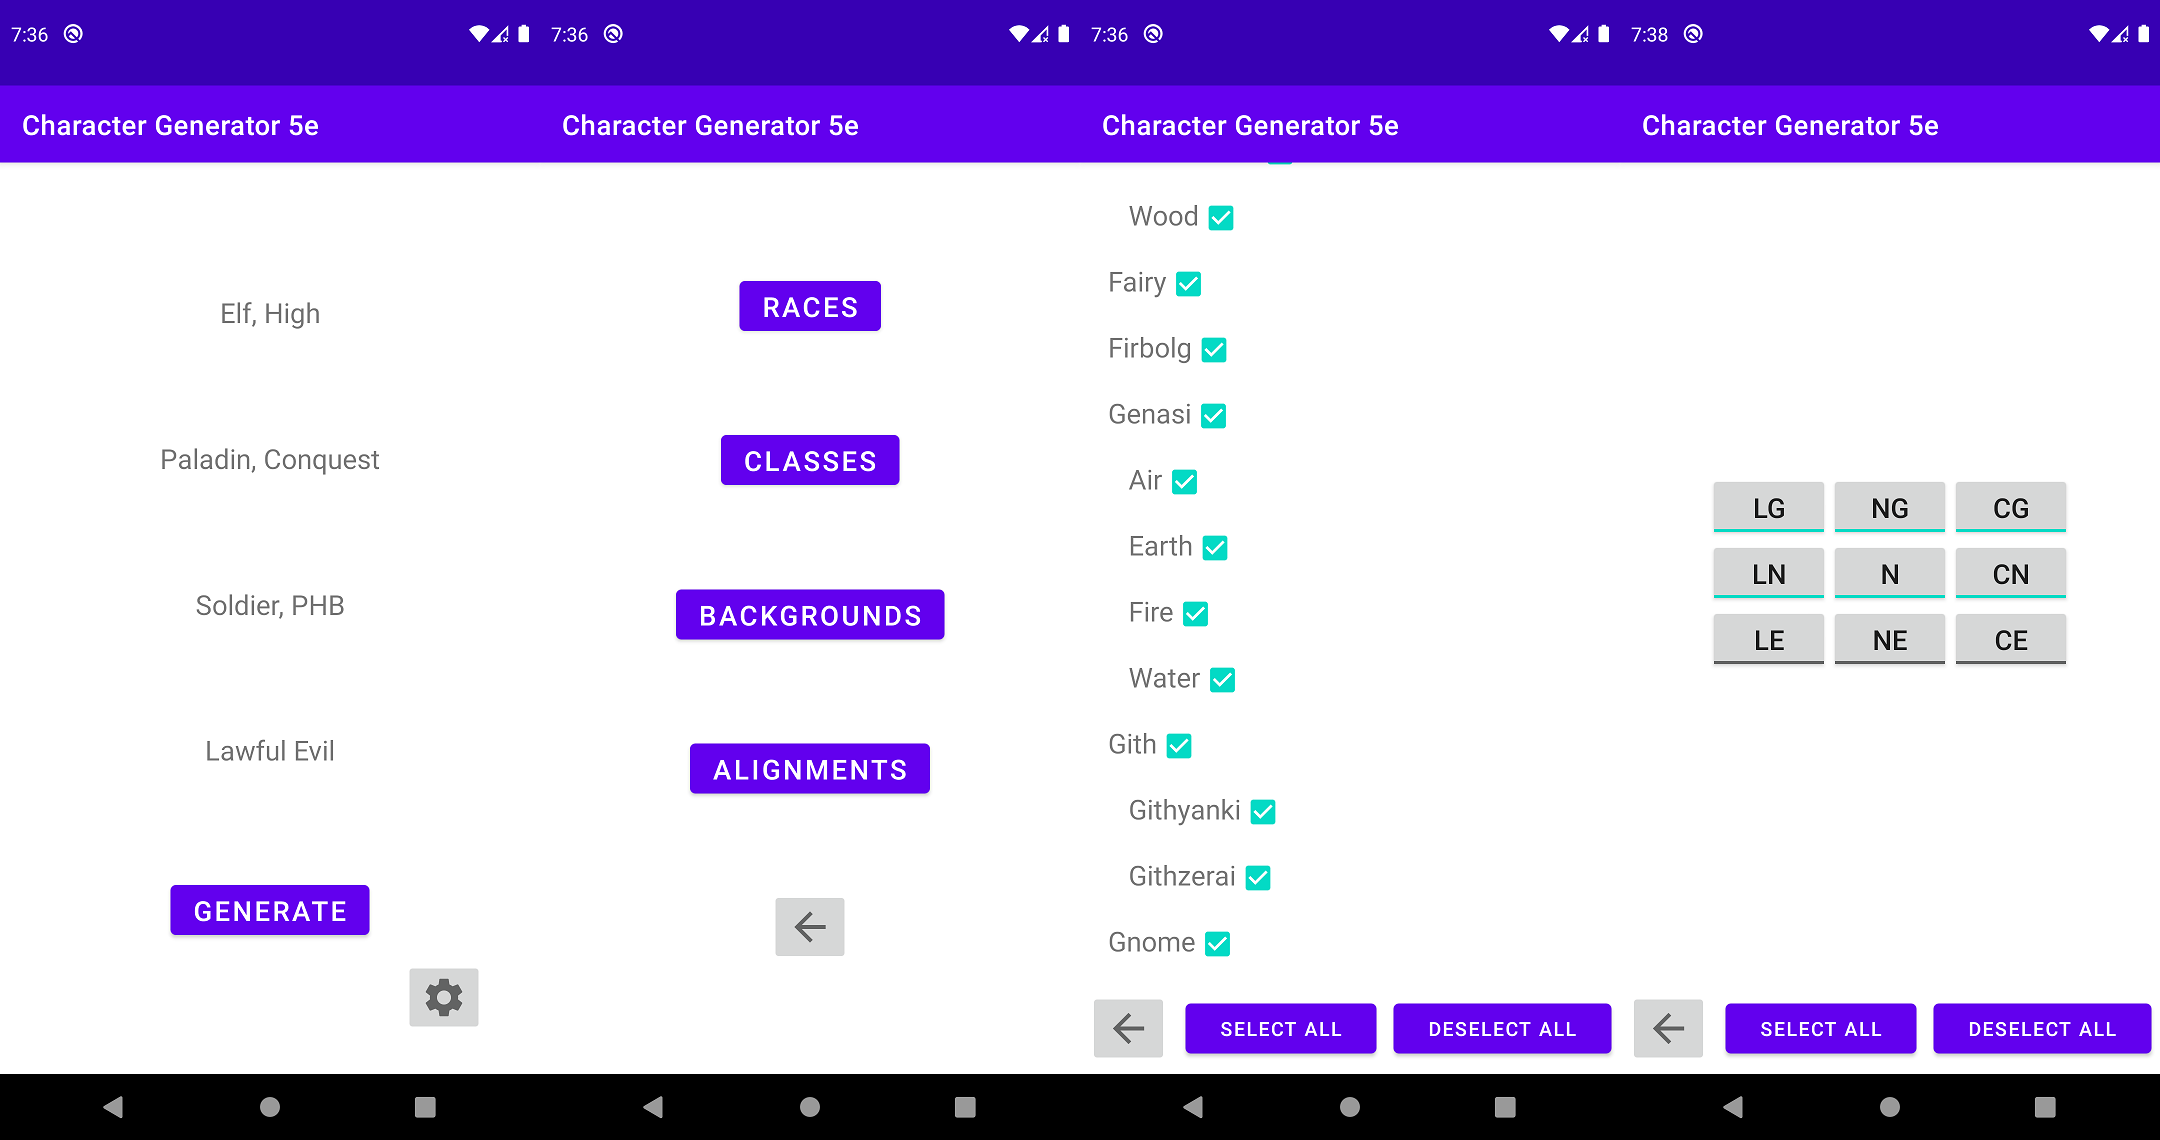 7:36
Character Generator 5e
Elf, High
Paladin, Conquest
Soldier, PHB
Lawful Evil
GENERATE
7:36
Character Generator 5e
RACES
CLASSES
BACKGROUNDS
ALIGNMENTS
7:36
Character Generator 5e
Wood
Fairy
Firbolg
Genasi
Air
Earth
Fire
Water
Gith
Githyanki
Githzerai
Gnome
SELECT ALL DESELECT ALL
7:38
Character Generator 5e
LG NG CG
LN N CN
LE NE CE
SELECT ALL DESELECT ALL